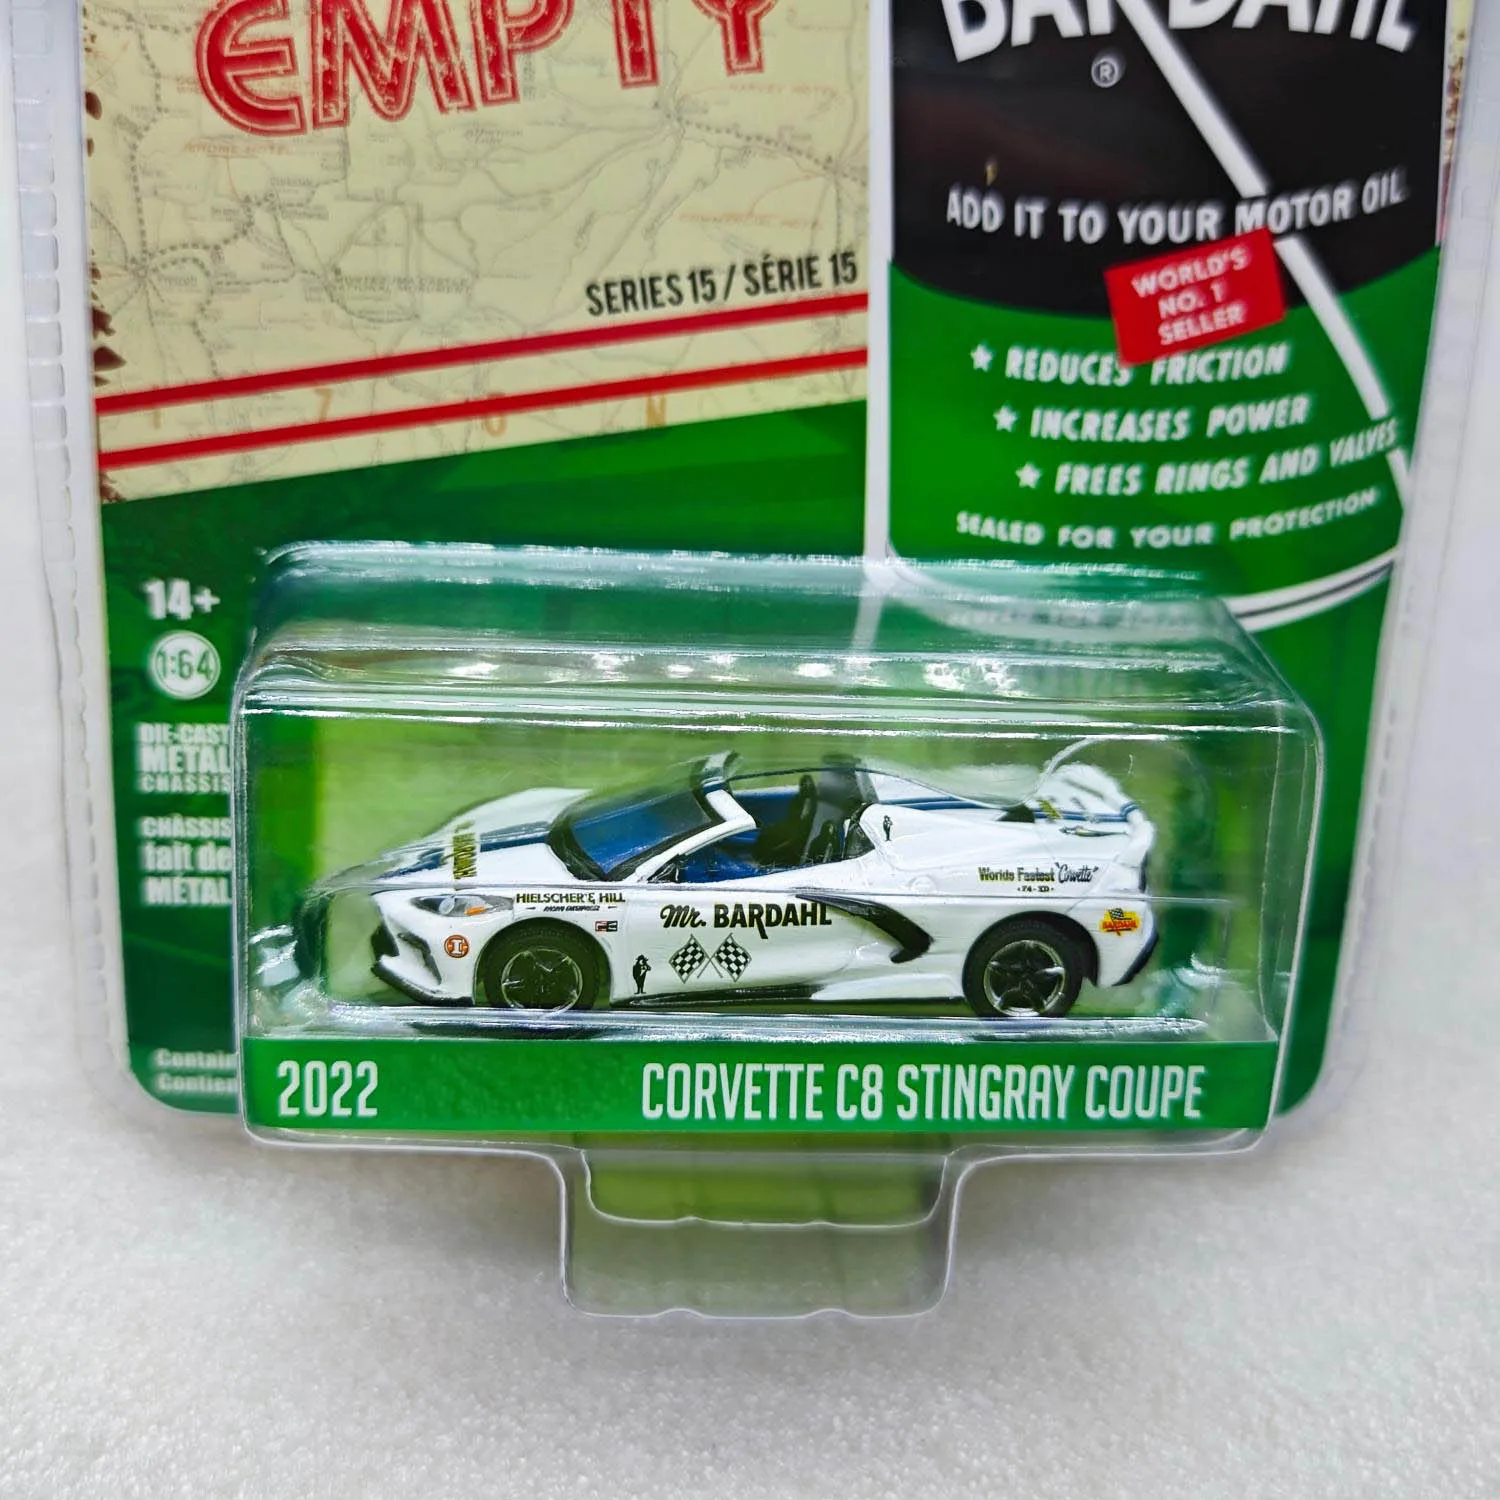 EMPTY
SERIES 15 / SÉRIE 15
BARDAHL
®
ADD IT TO YOUR MOTOR OIL
WORLD'S
NO. 1
SELLER
★ REDUCES FRICTION
★ INCREASES POWER
★ FREES RINGS AND VALVES
SEALED FOR YOUR PROTECTION
14+
1:64
DIE-CAST
METAL
CHASSIS
CHÂSSIS
fait de
MÉTAL
Contain
Contien
HIELSCHER & HILL
Mr. BARDAHL
Worlds Fastest "Corvette"
BARDAHL
2022
CORVETTE C8 STINGRAY COUPE